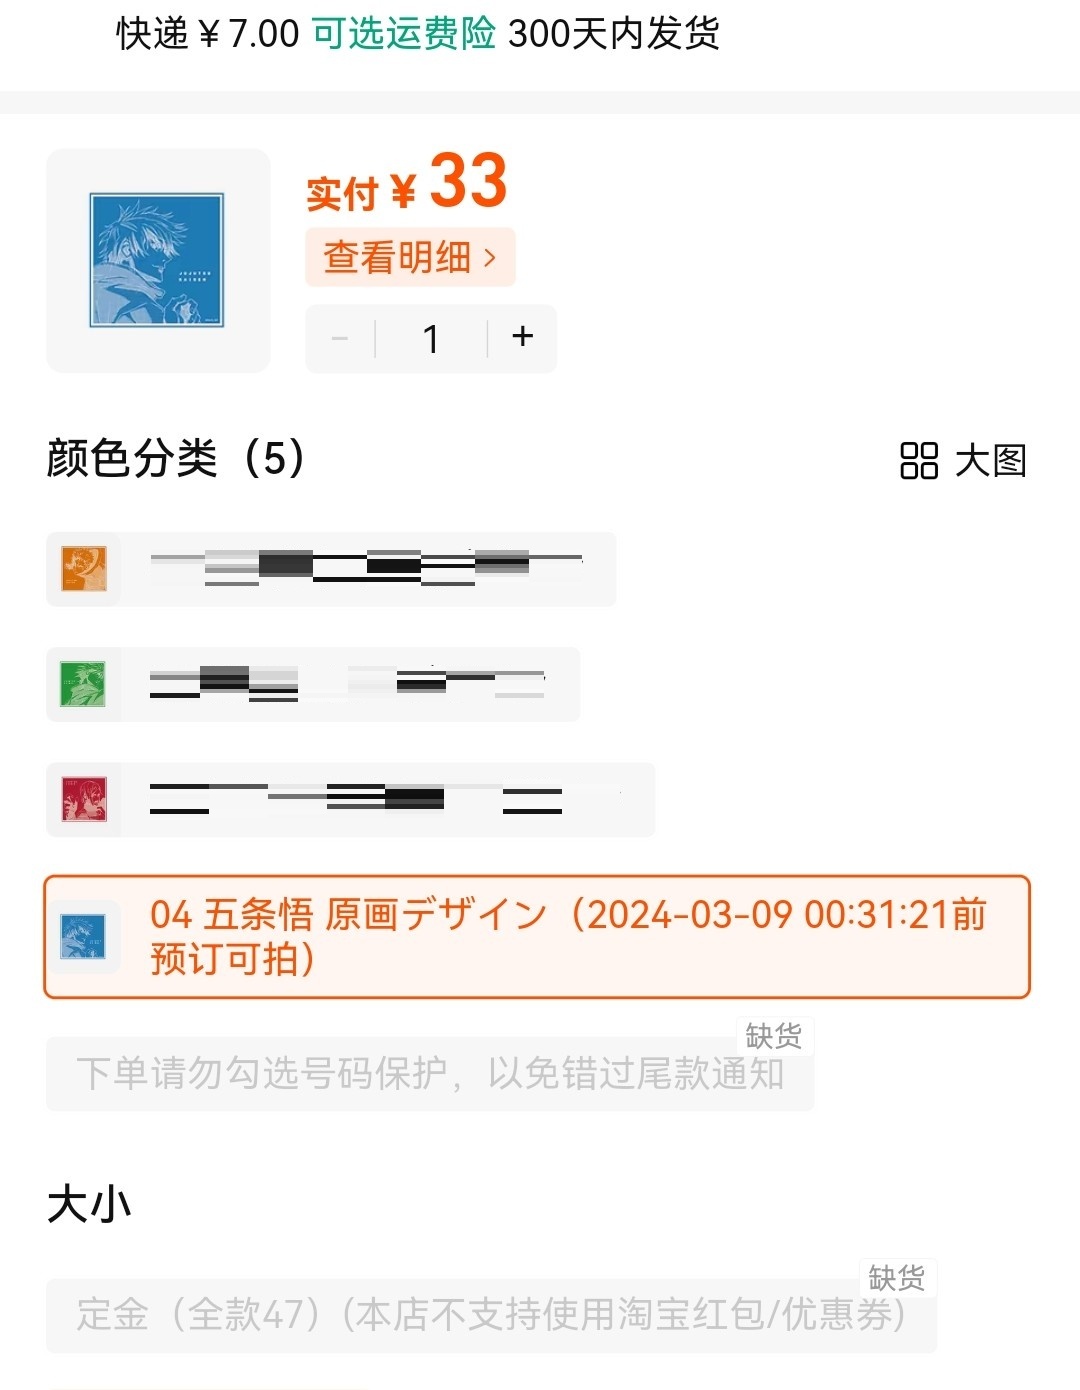 快递¥7.00 可选运费险 300天内发货
实付¥33
查看明细 >
- 1 +
颜色分类（5）
大图
04 五条悟 原画デザイン（2024-03-09 00:31:21前
预订可拍）
缺货
下单请勿勾选号码保护，以免错过尾款通知
大小
缺货
定金（全款47）(本店不支持使用淘宝红包/优惠券)